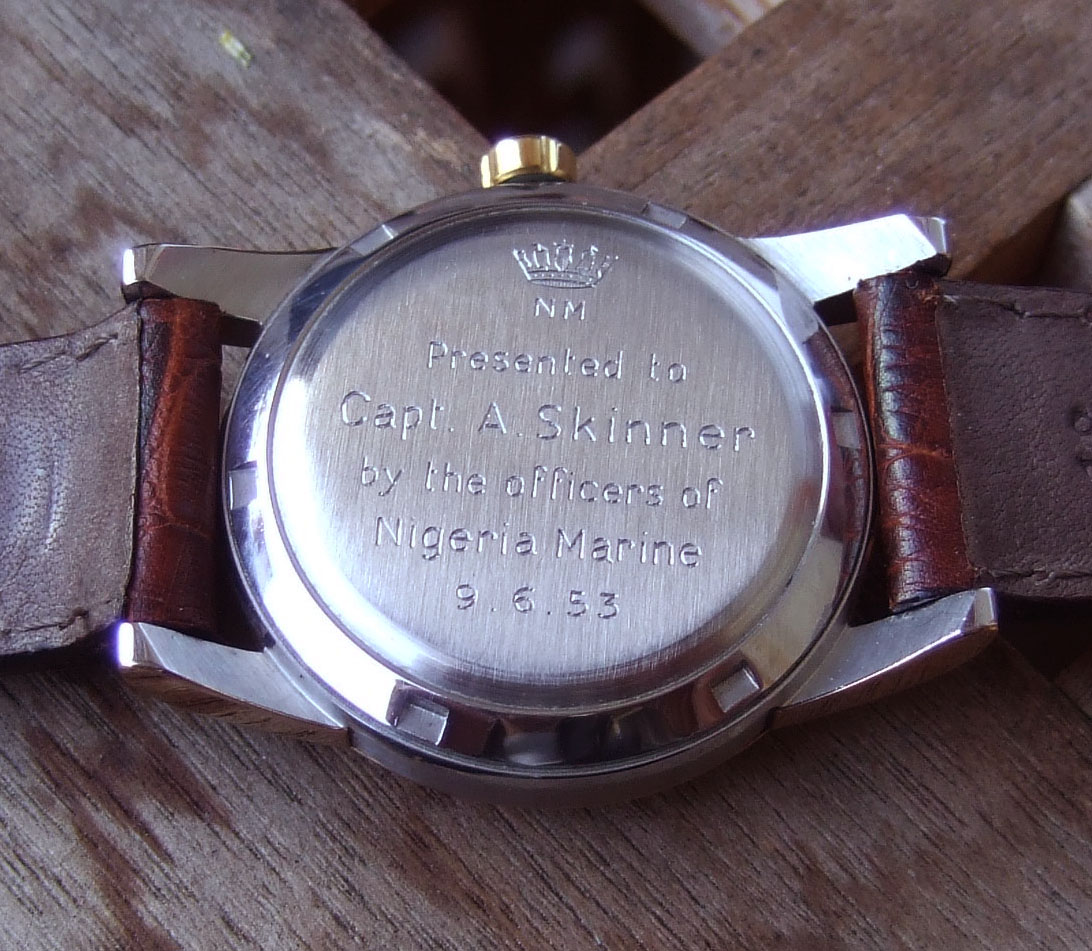 NM
Presented to
Capt. A. Skinner
by the officers of
Nigeria Marine
9.6.53